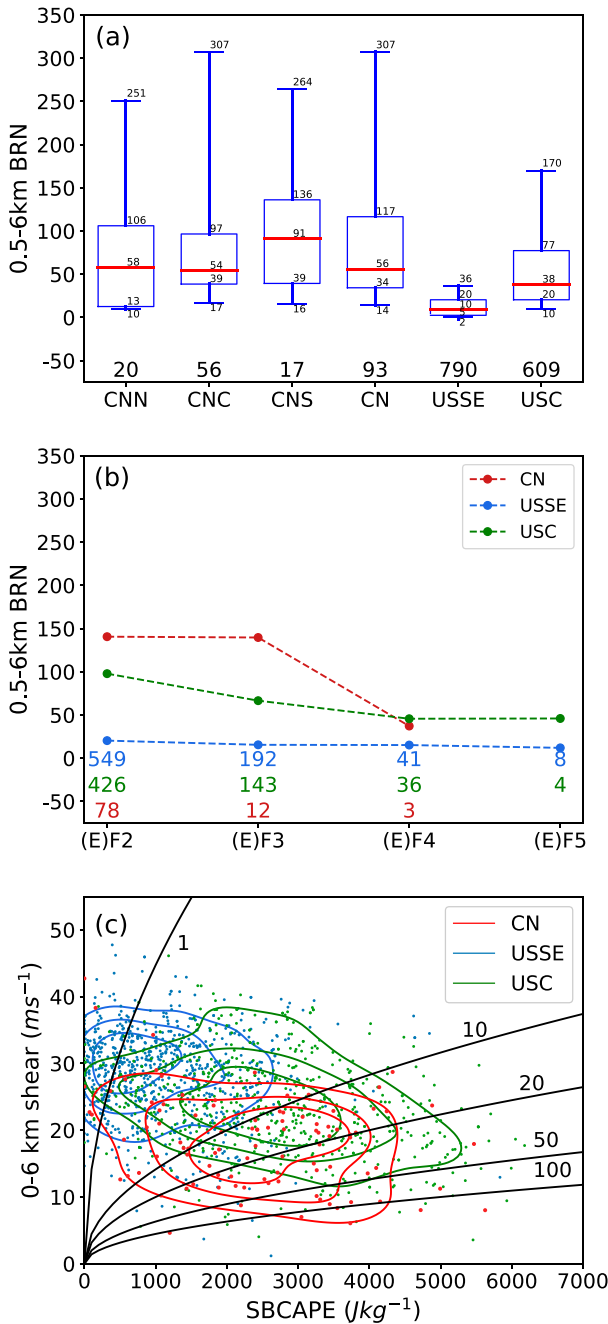 (a)
350
300
250
200
150
100
50
0
-50
0.5-6km BRN
251
106
58
13
10
307
97
54
39
17
264
136
91
39
16
307
117
56
34
14
36
20
10
5
2
170
77
38
20
10
20 56 17 93 790 609
CNN CNC CNS CN USSE USC
(b)
350
300
250
200
150
100
50
0
-50
0.5-6km BRN
CN
USSE
USC
549 192 41 8
426 143 36 4
78 12 3
(E)F2 (E)F3 (E)F4 (E)F5
(c)
50
40
30
20
10
0
0-6 km shear (ms⁻¹)
CN
USSE
USC
1
10
20
50
100
0 1000 2000 3000 4000 5000 6000 7000
SBCAPE (Jkg⁻¹)